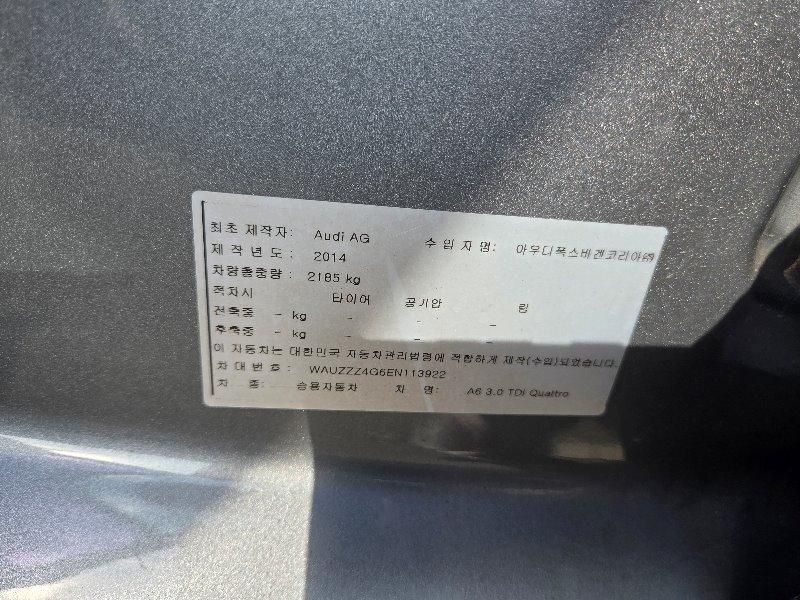 최초 제작자: Audi AG 수 입 자 명: 아우디폭스바겐코리아㈜
제 작 년 도 : 2014
차량총중량 : 2185 kg
적차시 타이어 공기압 림
전축중 - kg - - -
후축중 - kg - - -
이 자동차는 대한민국 자동차관리법령에 적합하게 제작(수입)되었습니다.
차 대 번 호 : WAUZZZ4G6EN113922
차 종: 승용자동차 차 명: A6 3.0 TDI Quattro